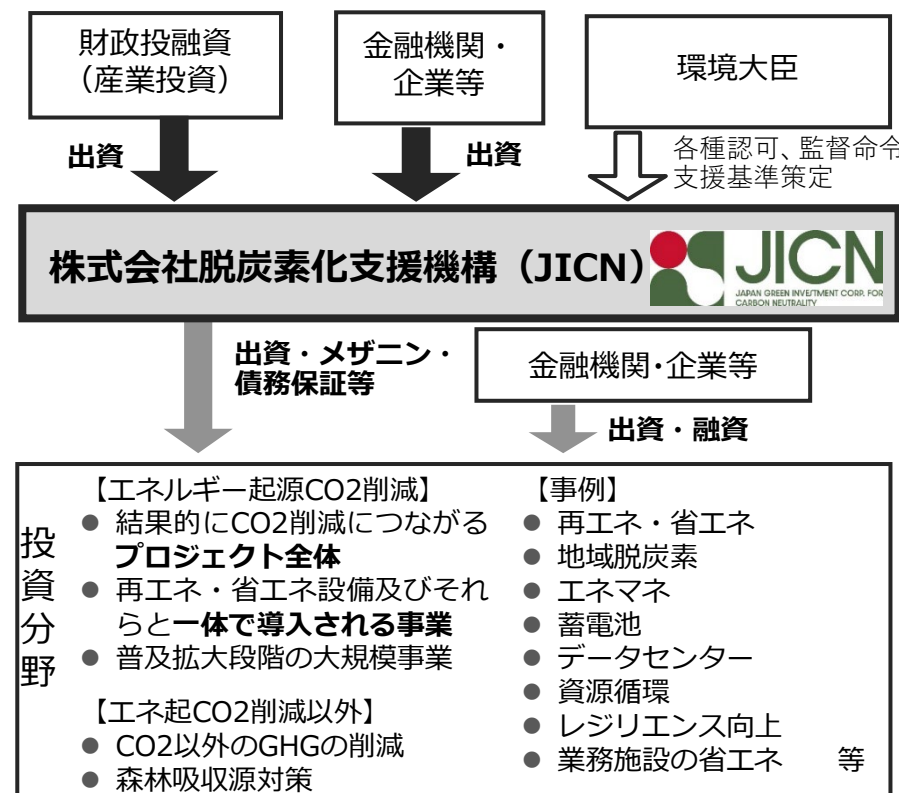 財政投融資
（産業投資）
金融機関・
企業等
環境大臣
出資
出資
各種認可、監督命令
支援基準策定
株式会社脱炭素化支援機構（JICN）
JICN
JAPAN GREEN INVESTMENT CORP. FOR
CARBON NEUTRALITY
出資・メザニン・
債務保証等
金融機関・企業等
出資・融資
投資分野
【エネルギー起源CO2削減】
● 結果的にCO2削減につながる
プロジェクト全体
● 再エネ・省エネ設備及びそれ
らと一体で導入される事業
● 普及拡大段階の大規模事業
【エネ起CO2削減以外】
● CO2以外のGHGの削減
● 森林吸収源対策
【事例】
● 再エネ・省エネ
● 地域脱炭素
● エネマネ
● 蓄電池
● データセンター
● 資源循環
● レジリエンス向上
● 業務施設の省エネ　等